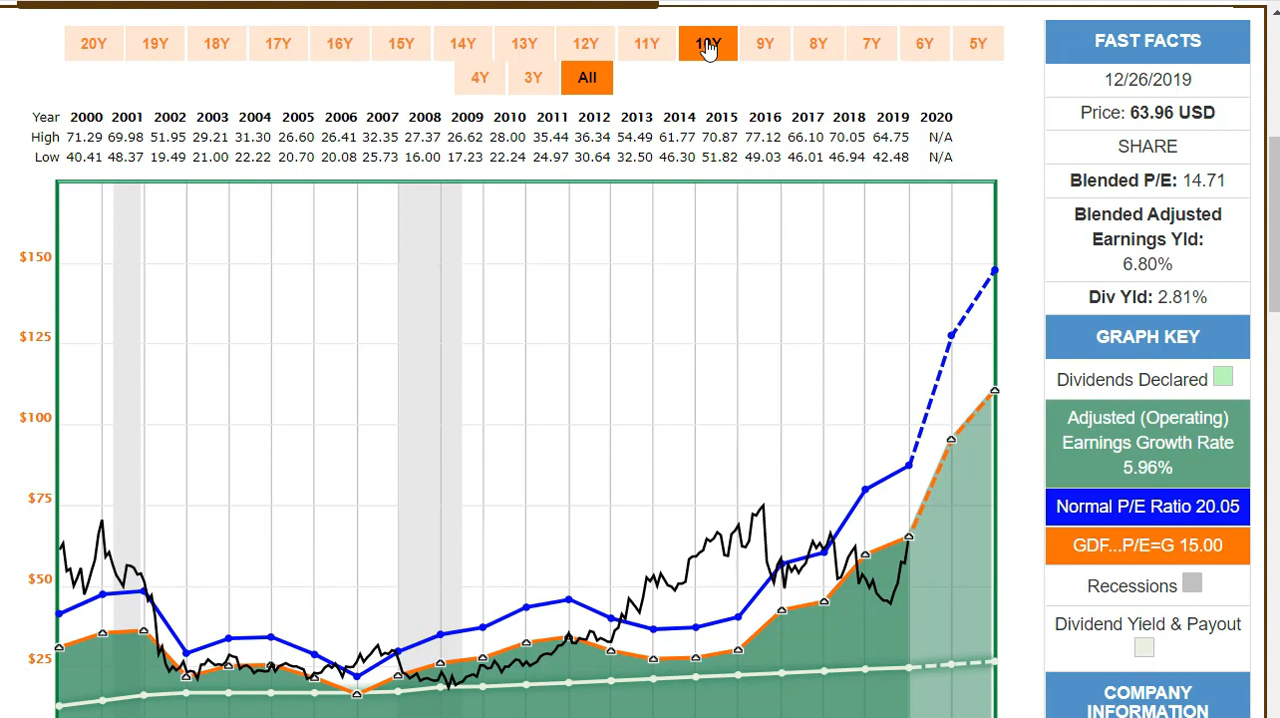 20Y 19Y 18Y 17Y 16Y 15Y 14Y 13Y 12Y 11Y 10Y 9Y 8Y 7Y 6Y 5Y
4Y 3Y All
Year 2000 2001 2002 2003 2004 2005 2006 2007 2008 2009 2010 2011 2012 2013 2014 2015 2016 2017 2018 2019 2020
High 71.29 69.98 51.95 29.21 31.30 26.60 26.41 32.35 27.37 26.62 28.00 35.44 36.34 54.49 61.77 70.87 77.12 66.10 70.05 64.75 N/A
Low 40.41 48.37 19.49 21.00 22.22 20.70 20.08 25.73 16.00 17.23 22.24 24.97 30.64 32.50 46.30 51.82 49.03 46.01 46.94 42.48 N/A
$150
$125
$100
$75
$50
$25
FAST FACTS
12/26/2019
Price: 63.96 USD
SHARE
Blended P/E: 14.71
Blended Adjusted
Earnings Yld:
6.80%
Div Yld: 2.81%
GRAPH KEY
Dividends Declared
Adjusted (Operating)
Earnings Growth Rate
5.96%
Normal P/E Ratio 20.05
GDF...P/E=G 15.00
Recessions
Dividend Yield & Payout
COMPANY
INFORMATION